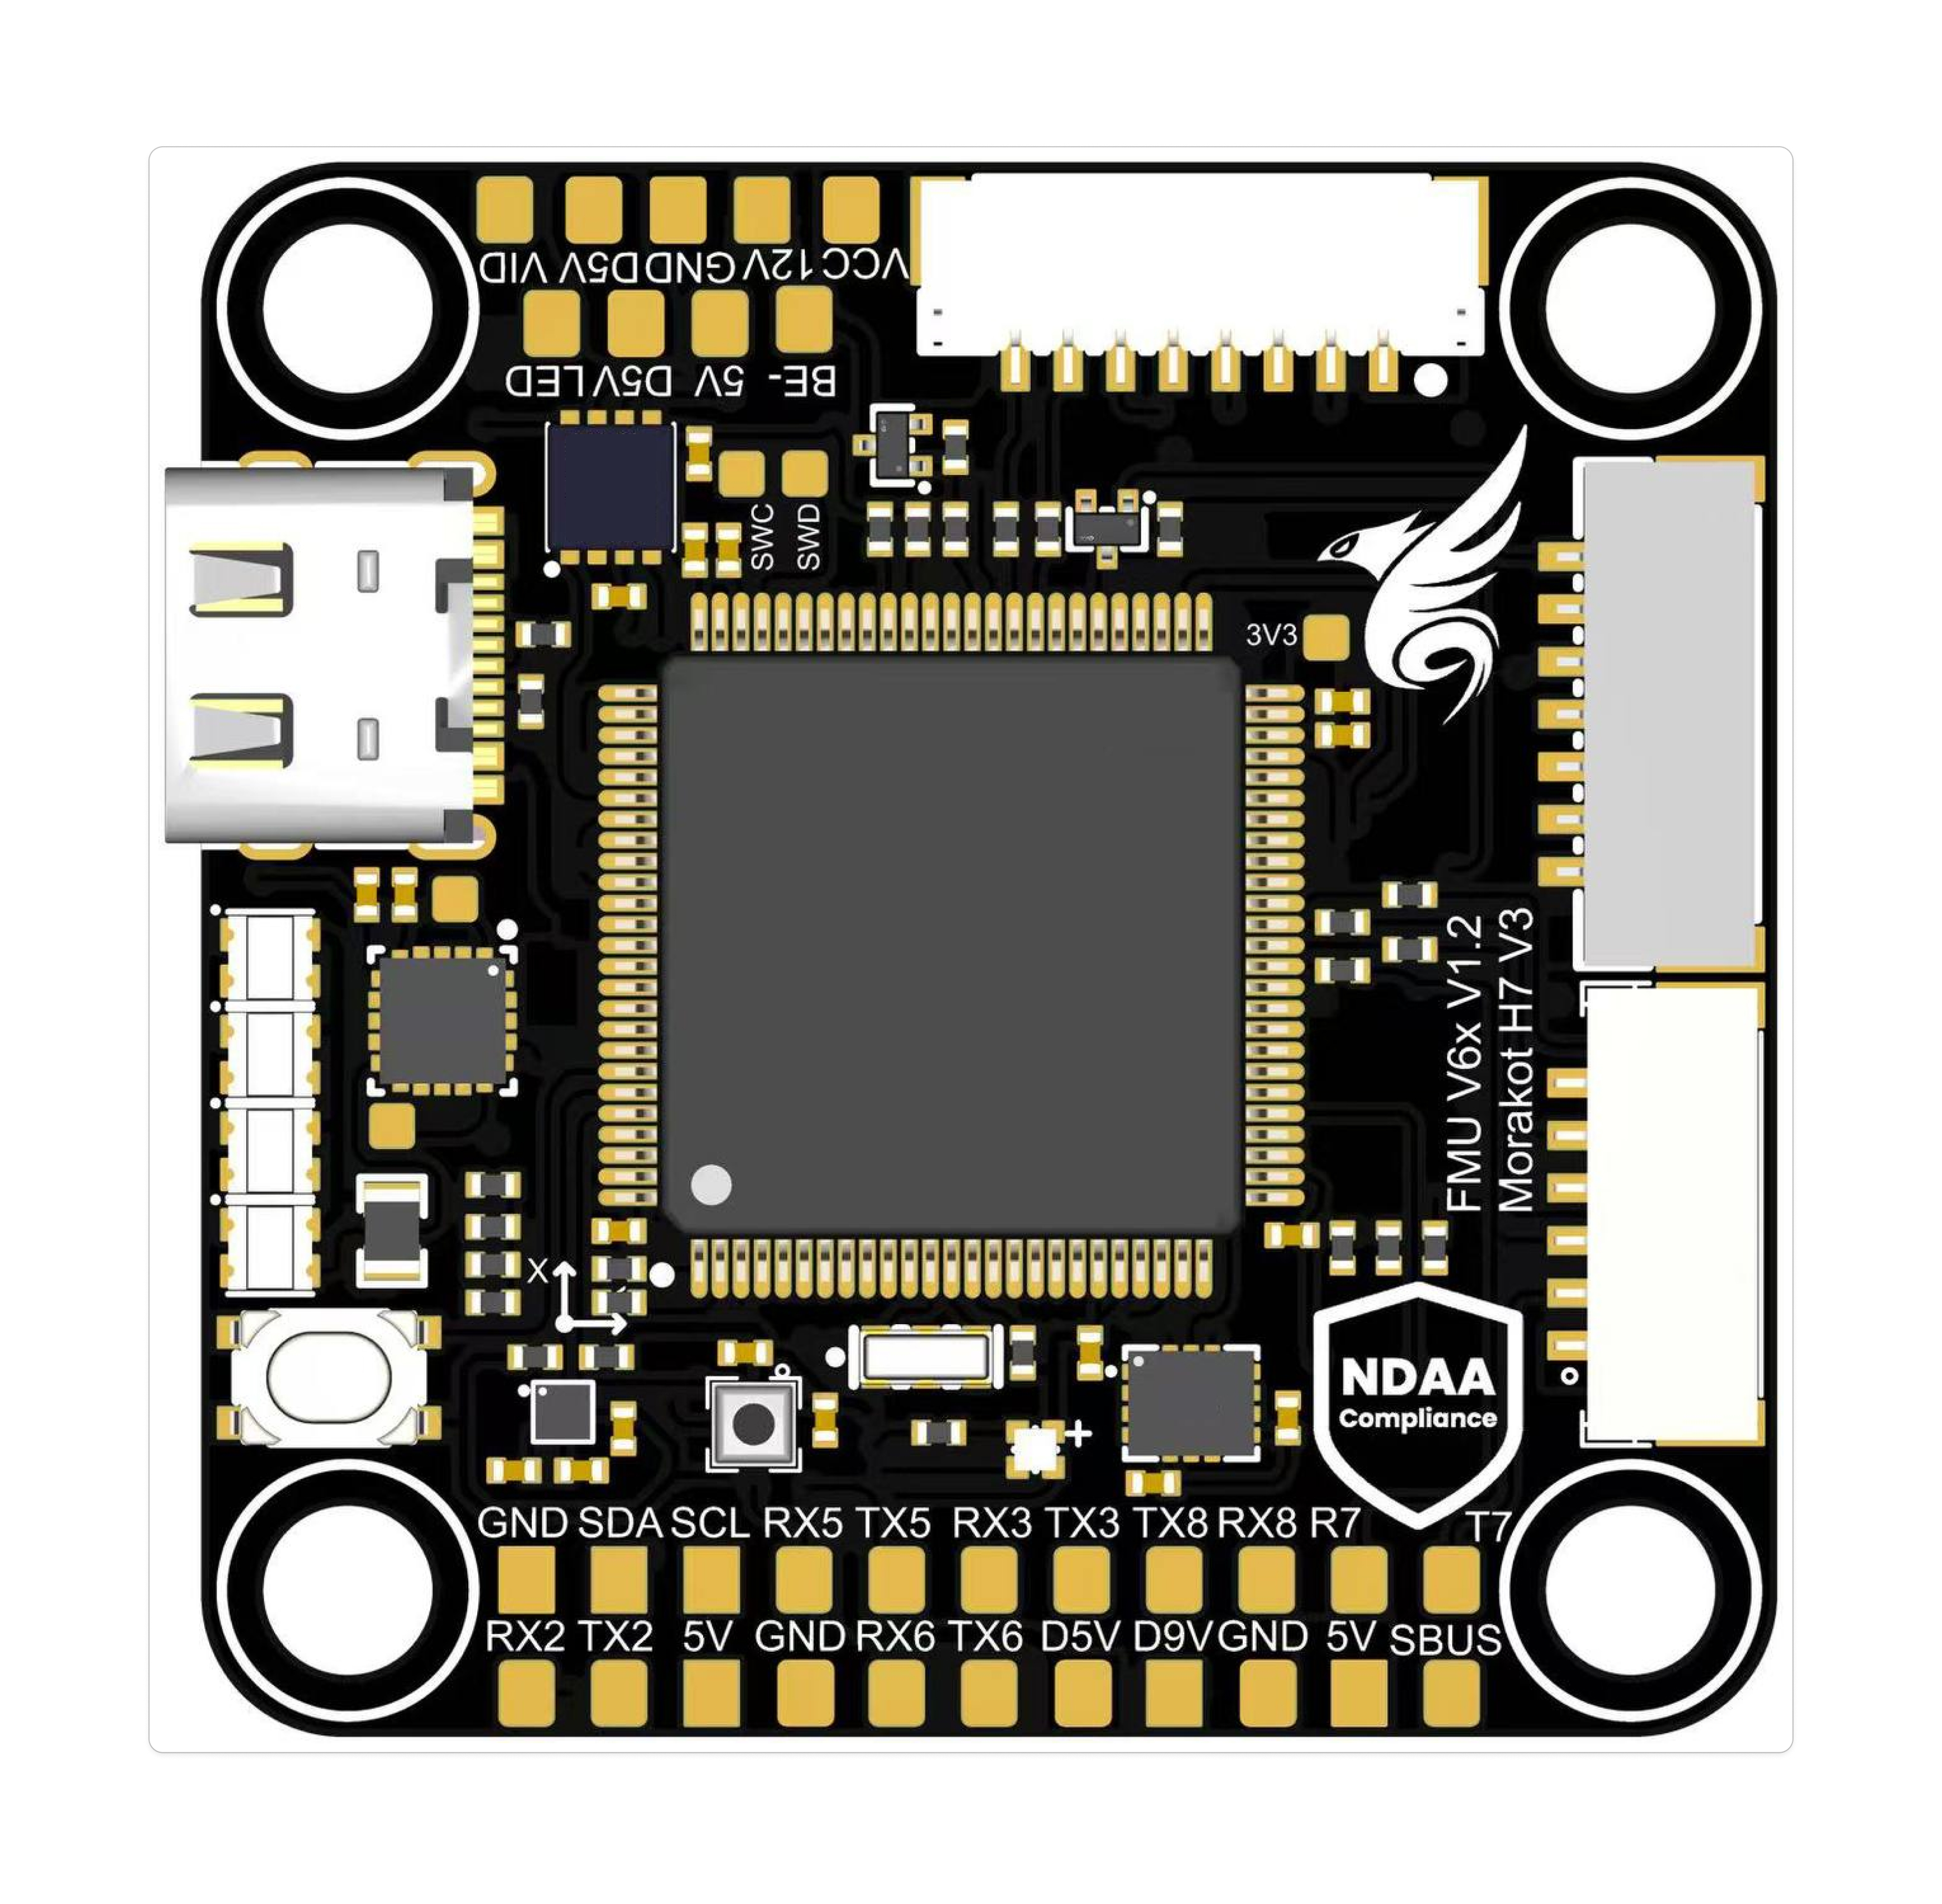 VID D5V GND 12V VCC
LED D5V 5V BE-
SWC SWD
3V3
FMU V6x V1.2
Morakot H7 V3
X
NDAA
Compliance
GND SDA SCL RX5 TX5 RX3 TX3 TX8 RX8 R7 T7
RX2 TX2 5V GND RX6 TX6 D5V D9V GND 5V SBUS